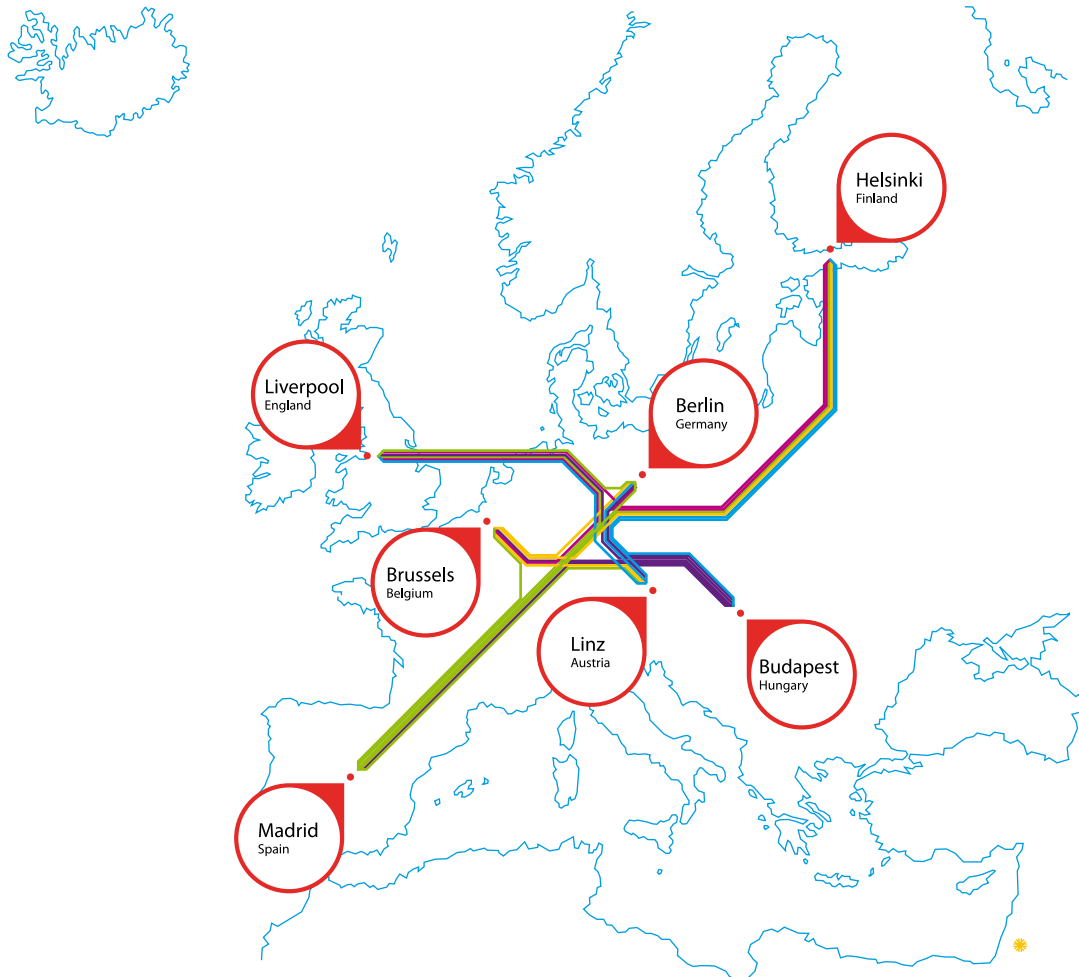 Helsinki
Finland
Liverpool
England
Berlin
Germany
Brussels
Belgium
Linz
Austria
Budapest
Hungary
Madrid
Spain